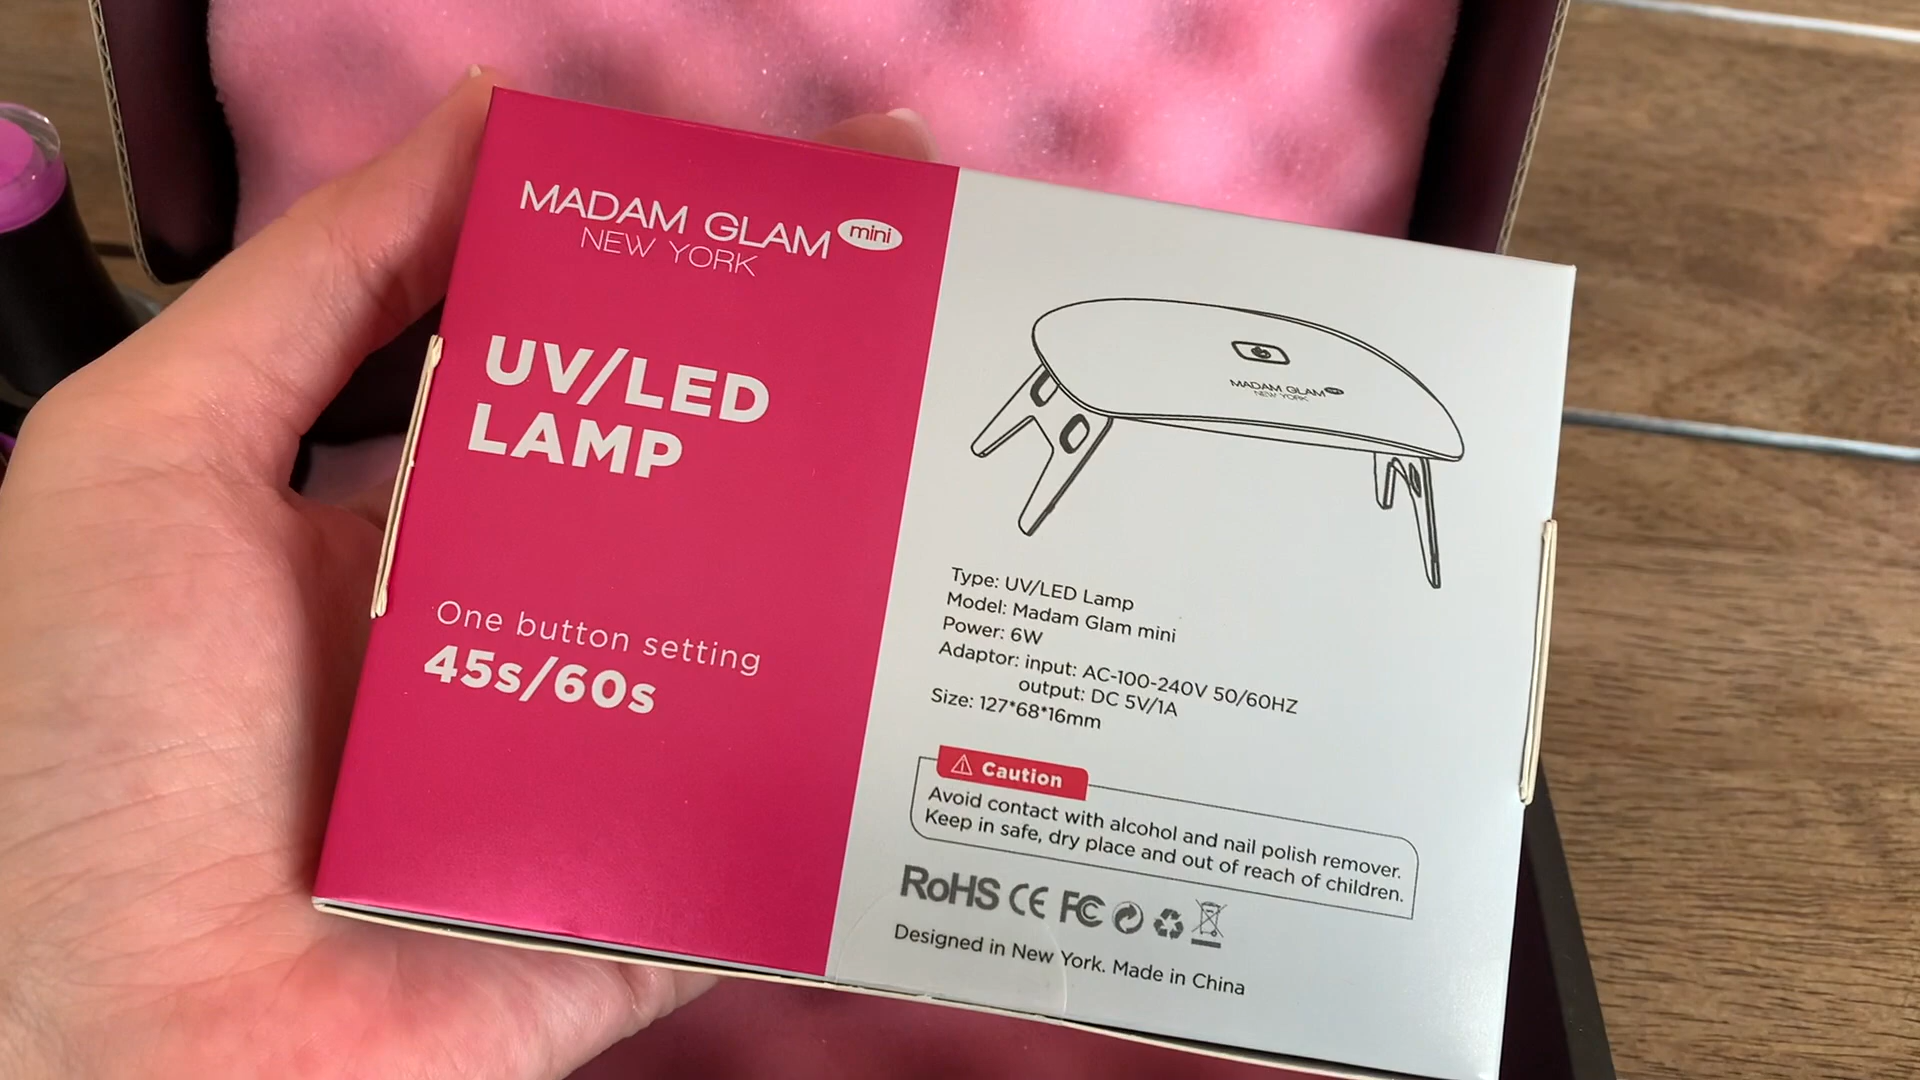 MADAM GLAM mini
NEW YORK
UV/LED
LAMP
One button setting
45s/60s
MADAM GLAM
NEW YORK
Type: UV/LED Lamp
Model: Madam Glam mini
Power: 6W
Adaptor: input: AC-100-240V 50/60HZ
output: DC 5V/1A
Size: 127*68*16mm
Caution
Avoid contact with alcohol and nail polish remover.
Keep in safe, dry place and out of reach of children.
RoHS CE FC
Designed in New York. Made in China